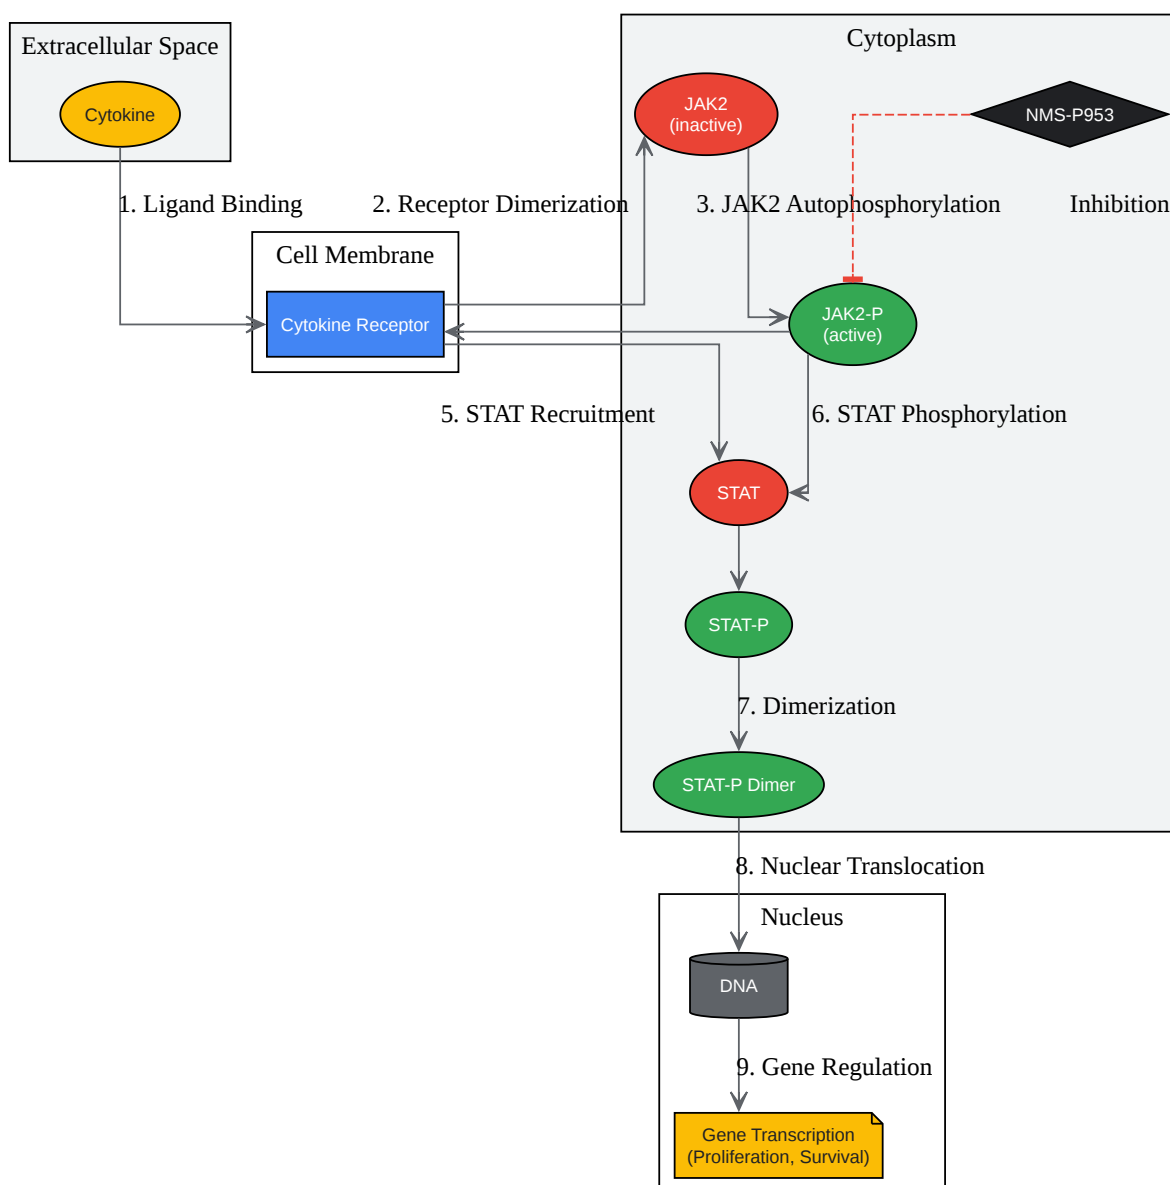 Extracellular Space
Cytoplasm
Cytokine
JAK2
(inactive)
NMS-P953
1. Ligand Binding
2. Receptor Dimerization
3. JAK2 Autophosphorylation
Inhibition
Cell Membrane
Cytokine Receptor
JAK2-P
(active)
5. STAT Recruitment
6. STAT Phosphorylation
STAT
STAT-P
7. Dimerization
STAT-P Dimer
8. Nuclear Translocation
Nucleus
DNA
9. Gene Regulation
Gene Transcription
(Proliferation, Survival)